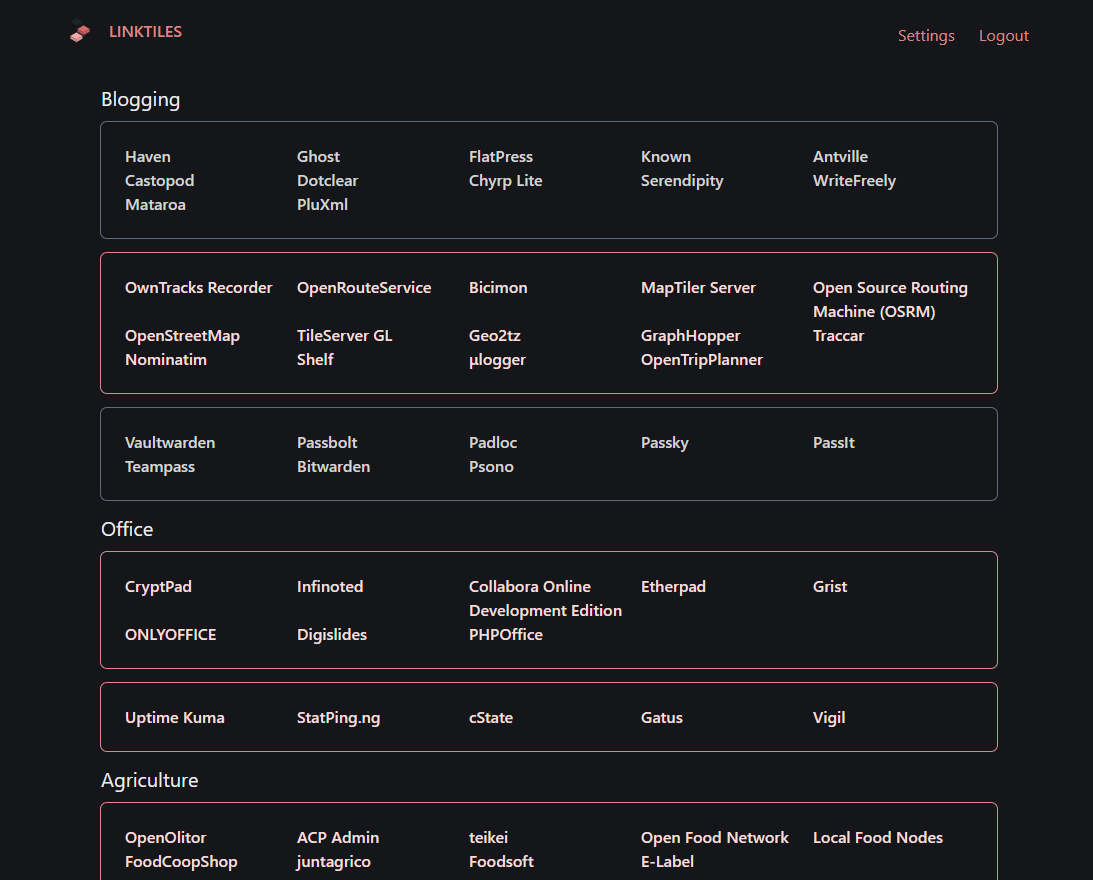 LINKTILES
Settings Logout
Blogging
Haven Ghost FlatPress Known Antville
Castopod Dotclear Chyrp Lite Serendipity WriteFreely
Mataroa PluXml
OwnTracks Recorder OpenRouteService Bicimon MapTiler Server Open Source Routing
Machine (OSRM)
OpenStreetMap TileServer GL Geo2tz GraphHopper Traccar
Nominatim Shelf µlogger OpenTripPlanner
Vaultwarden Passbolt Padloc Passky PassIt
Teampass Bitwarden Psono
Office
CryptPad Infinoted Collabora Online Etherpad Grist
Development Edition
ONLYOFFICE Digislides PHPOffice
Uptime Kuma StatPing.ng cState Gatus Vigil
Agriculture
OpenOlitor ACP Admin teikei Open Food Network Local Food Nodes
FoodCoopShop juntagrico Foodsoft E-Label